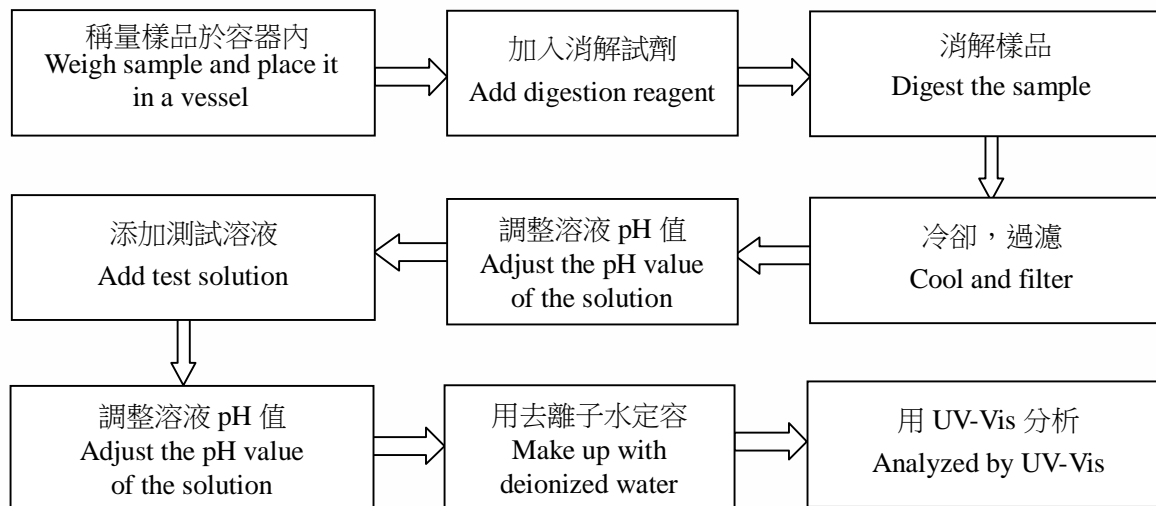 稱量樣品於容器內
Weigh sample and place it
in a vessel
加入消解試劑
Add digestion reagent
消解樣品
Digest the sample
冷卻，過濾
Cool and filter
調整溶液 pH 值
Adjust the pH value
of the solution
添加測試溶液
Add test solution
調整溶液 pH 值
Adjust the pH value
of the solution
用去離子水定容
Make up with
deionized water
用 UV-Vis 分析
Analyzed by UV-Vis